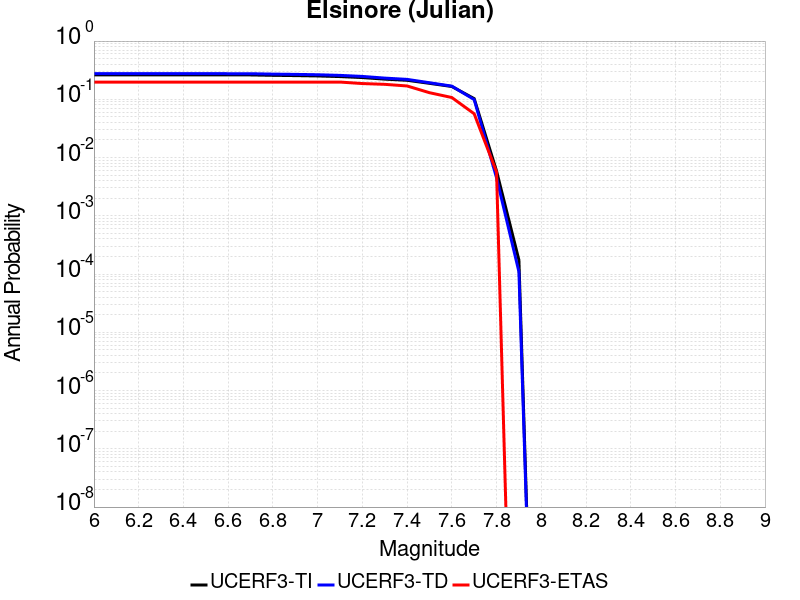 Elsinore (Julian)
10^0
10^-1
10^-2
10^-3
10^-4
10^-5
10^-6
10^-7
10^-8
Annual Probability
6 6.2 6.4 6.6 6.8 7 7.2 7.4 7.6 7.8 8 8.2 8.4 8.6 8.8 9
Magnitude
UCERF3-TI UCERF3-TD UCERF3-ETAS